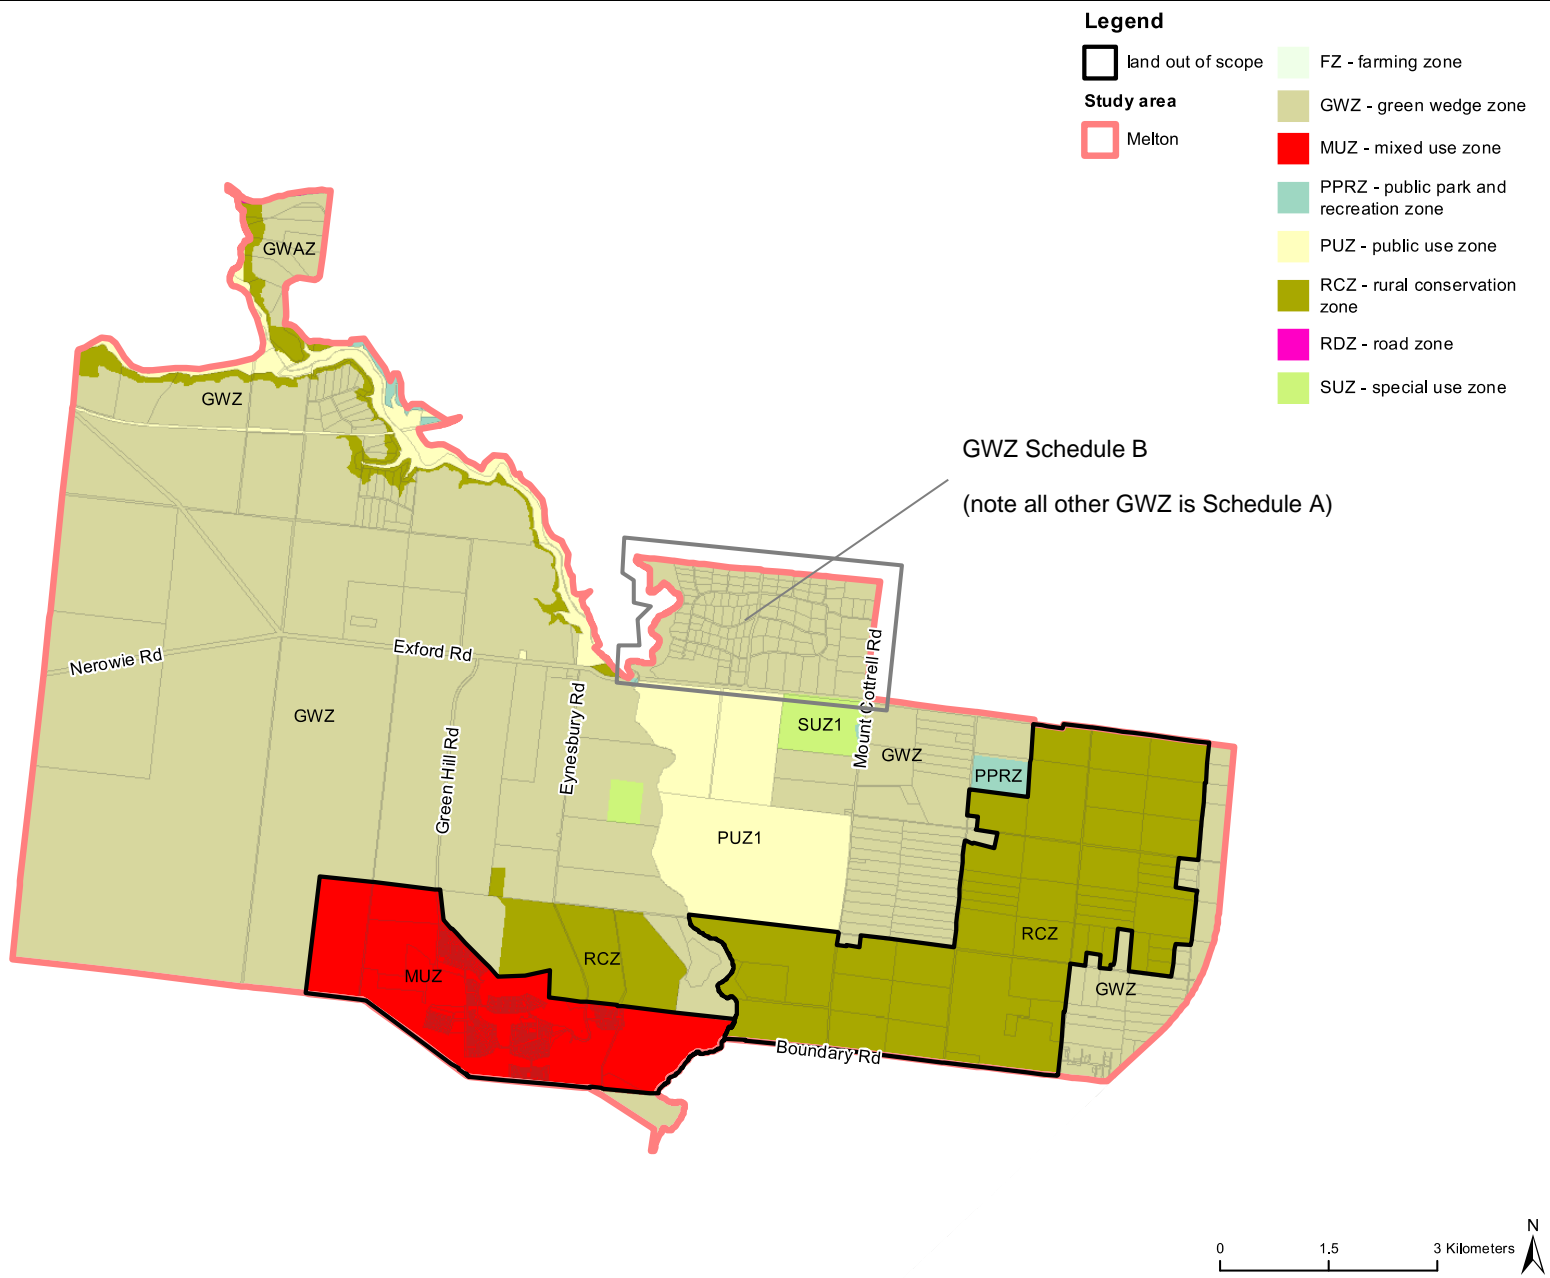 Legend
land out of scope
Study area
Melton
FZ - farming zone
GWZ - green wedge zone
MUZ - mixed use zone
PPRZ - public park and
recreation zone
PUZ - public use zone
RCZ - rural conservation
zone
RDZ - road zone
SUZ - special use zone
GWAZ
GWZ
GWZ Schedule B
(note all other GWZ is Schedule A)
Nerowie Rd
Exford Rd
Mount Cottrell Rd
GWZ
Green Hill Rd
Eynesbury Rd
SUZ1
GWZ
PPRZ
PUZ1
RCZ
RCZ
MUZ
GWZ
Boundary Rd
N
0
1.5
3 Kilometers